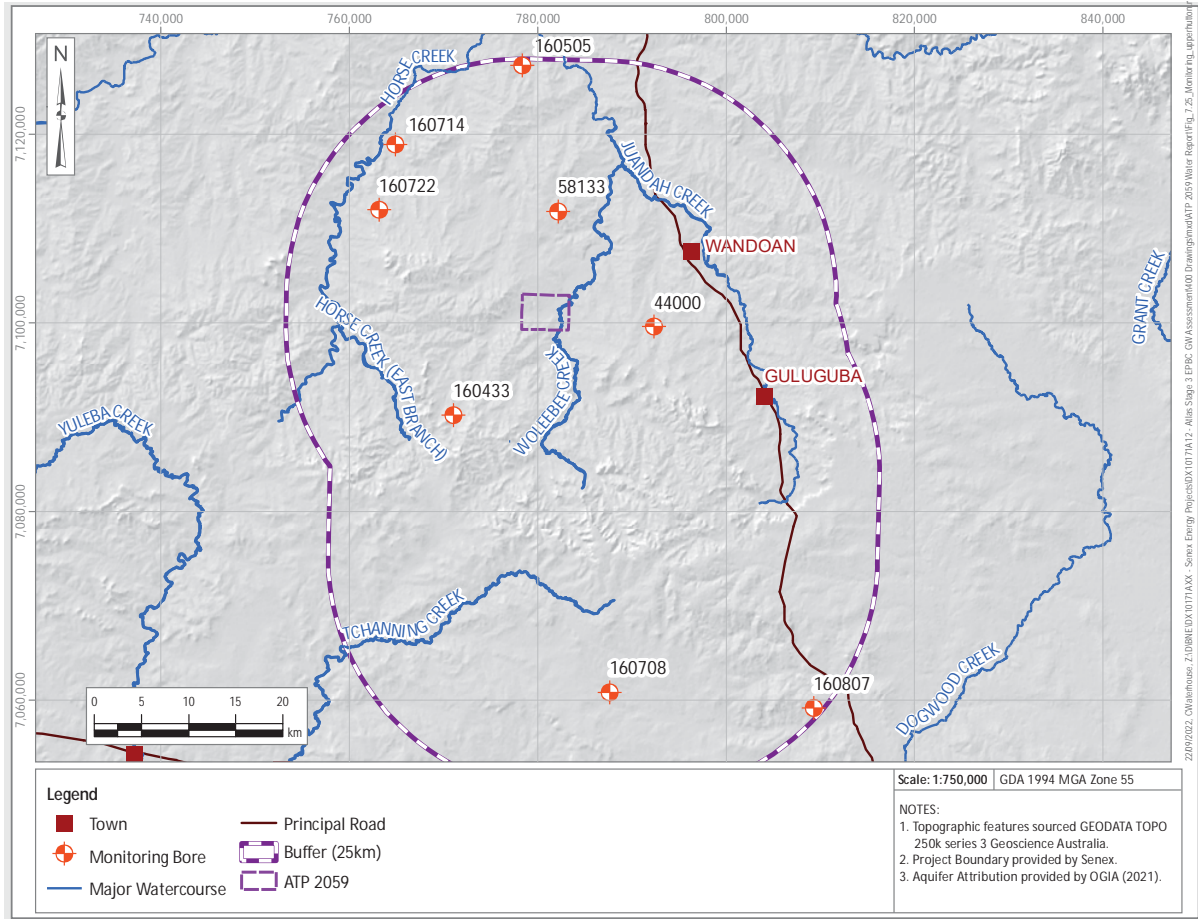 740,000
760,000
780,000
800,000
820,000
840,000
7,120,000
7,100,000
7,080,000
7,060,000
N
HORSE CREEK
160505
160714
160722
58133
JUANDAH CREEK
WANDOAN
44000
GULUGUBA
GRANT CREEK
HORSE CREEK (EAST BRANCH)
160433
WOLEEBEE CREEK
YULEBA CREEK
TCHANNING CREEK
160708
160807
DOGWOOD CREEK
0 5 10 15 20
km
Legend
Town
Monitoring Bore
Major Watercourse
Principal Road
Buffer (25km)
ATP 2059
Scale: 1:750,000
GDA 1994 MGA Zone 55
NOTES:
1. Topographic features sourced GEODATA TOPO
250k series 3 Geoscience Australia.
2. Project Boundary provided by Senex.
3. Aquifer Attribution provided by OGIA (2021).